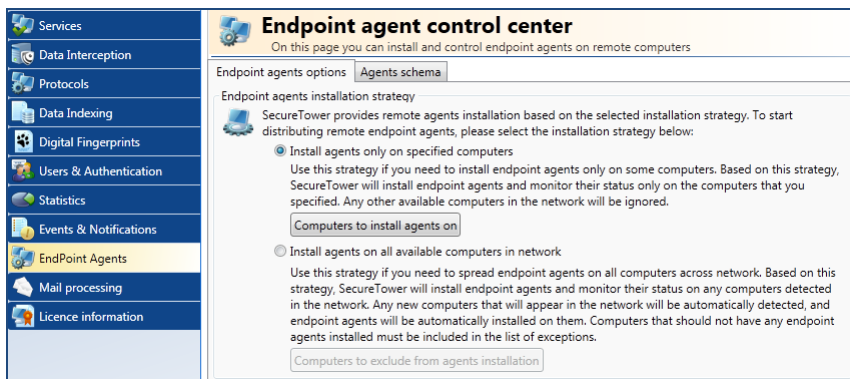 Services
Data Interception
Protocols
Data Indexing
Digital Fingerprints
Users & Authentication
Statistics
Events & Notifications
EndPoint Agents
Mail processing
Licence information
Endpoint agent control center
On this page you can install and control endpoint agents on remote computers
Endpoint agents options
Agents schema
Endpoint agents installation strategy
SecureTower provides remote agents installation based on the selected installation strategy. To start
distributing remote endpoint agents, please select the installation strategy below:
Install agents only on specified computers
Use this strategy if you need to install endpoint agents only on some computers. Based on this strategy,
SecureTower will install endpoint agents and monitor their status only on the computers that you
specified. Any other available computers in the network will be ignored.
Computers to install agents on
Install agents on all available computers in network
Use this strategy if you need to spread endpoint agents on all computers across network. Based on this
strategy, SecureTower will install endpoint agents and monitor their status on any computers detected
in the network. Any new computers that will appear in the network will be automatically detected, and
endpoint agents will be automatically installed on them. Computers that should not have any endpoint
agents installed must be included in the list of exceptions.
Computers to exclude from agents installation